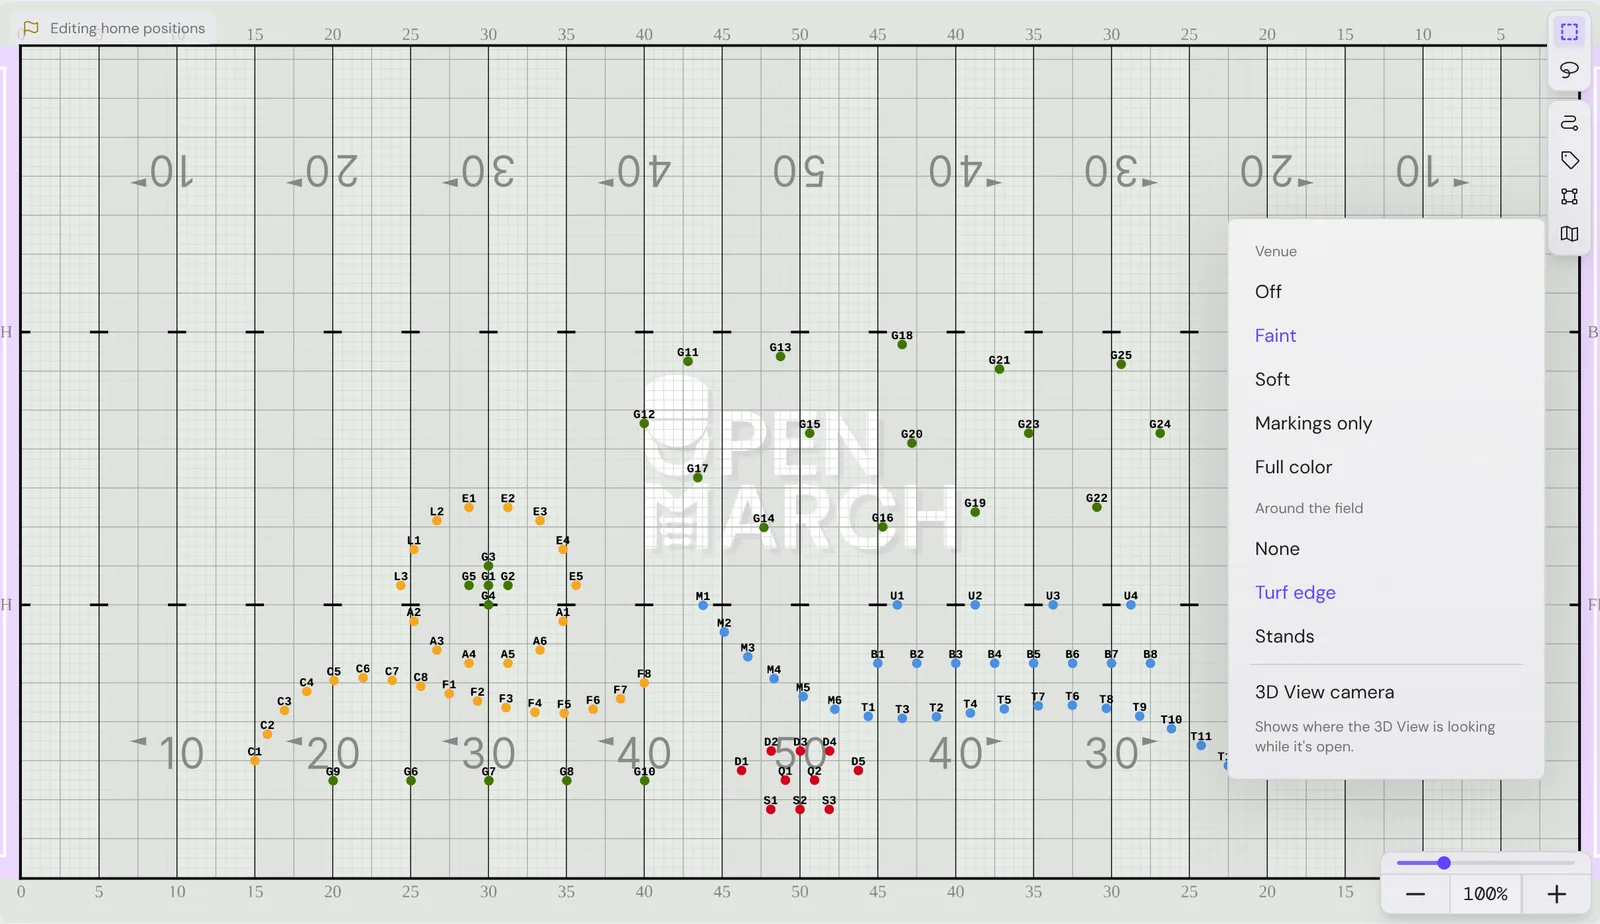 Editing home positions
0 15 20 25 30 35 40 45 50 45 40 35 30 25 20 15 10 5
10 20 30 40 50 40 30 20 10
Venue
Off
H
B
G18
G13
G11
G25
G21
Faint
Soft
G12
G15
G20
G23
G24
Markings only
OPEN
G17
Full color
MARCH
E1 E2
G22
L2 E3
G19
Around the field
G14 G16
L1 E4
None
G3
L3 G5 G1 G2 E5
Turf edge
H
G4
M1 U1 U2 U3 U4
A2 A1
M2
Stands
A3 A6
M3
A4 A5
B1 B2 B3 B4 B5 B6 B7 B8
C5 C6 C7 C8 F8
M4
C4 F1 F7
M5
3D View camera
C3 F2 F3 F4 F5 F6
M6 T1 T3 T2 T4 T5 T7 T6 T8 T9
C2
T10
Shows where the 3D View is looking
while it's open.
C1
D2 D3 D4
T11
10 20 30 40 50 40 30
D1 D5
G9 G6 G7 G8 G10
Q1 Q2
S1 S2 S3
0 5 10 15 20 25 30 35 40 45 50 45 40 35 30 25 20 15
100%